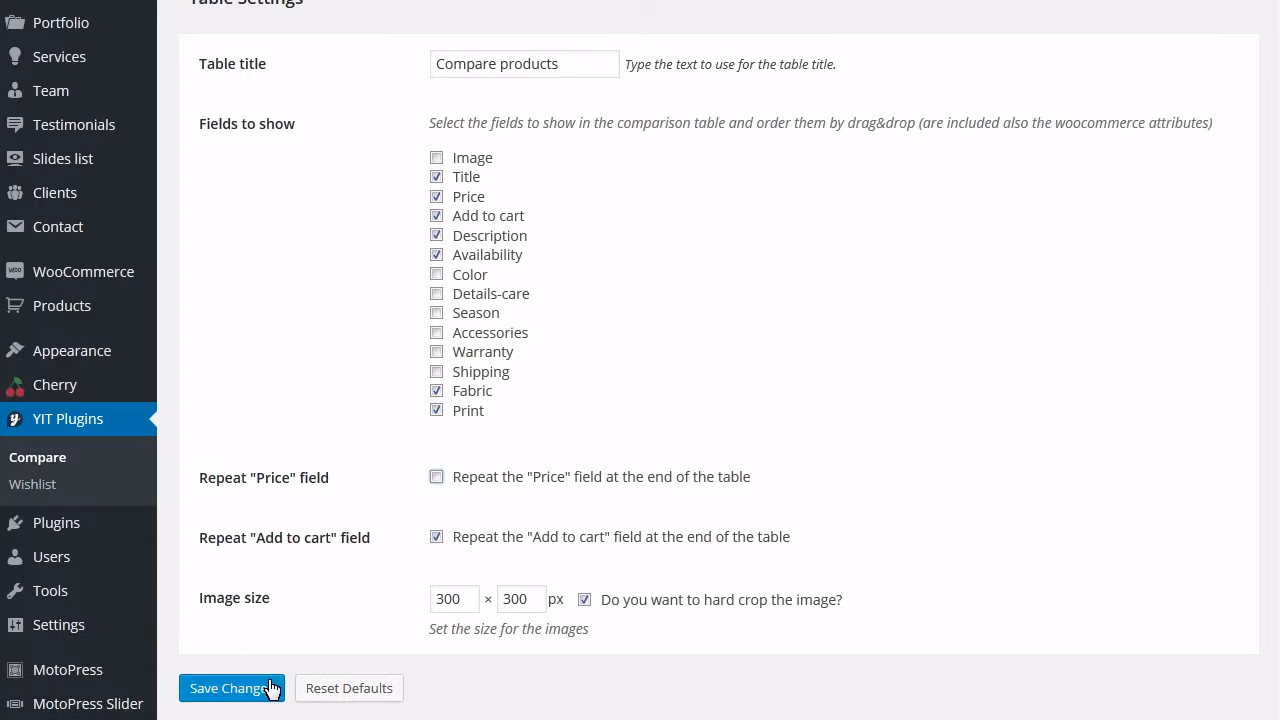 Table Settings
Portfolio
Services
Team
Testimonials
Slides list
Clients
Contact
WooCommerce
Products
Appearance
Cherry
YIT Plugins
Compare
Wishlist
Plugins
Users
Tools
Settings
MotoPress
MotoPress Slider
Table title
Compare products
Type the text to use for the table title.
Fields to show
Select the fields to show in the comparison table and order them by drag&drop (are included also the woocommerce attributes)
Image
Title
Price
Add to cart
Description
Availability
Color
Details-care
Season
Accessories
Warranty
Shipping
Fabric
Print
Repeat "Price" field
Repeat the "Price" field at the end of the table
Repeat "Add to cart" field
Repeat the "Add to cart" field at the end of the table
Image size
300 × 300 px Do you want to hard crop the image?
Set the size for the images
Save Changes
Reset Defaults